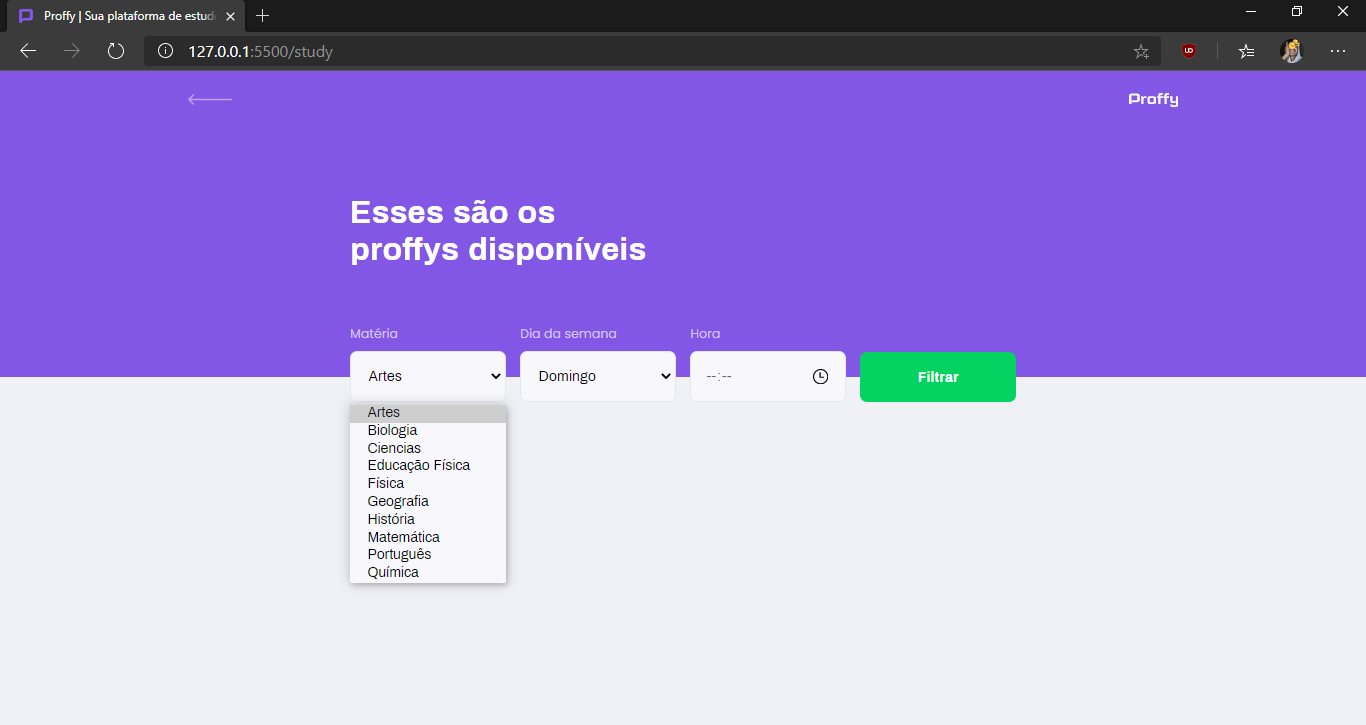 Proffy | Sua plataforma de estud
127.0.0.1:5500/study
UD
Proffy
Esses são os
proffys disponíveis
Matéria
Dia da semana
Hora
Artes
Domingo
--:--
Filtrar
Artes
Biologia
Ciencias
Educação Física
Física
Geografia
História
Matemática
Português
Química